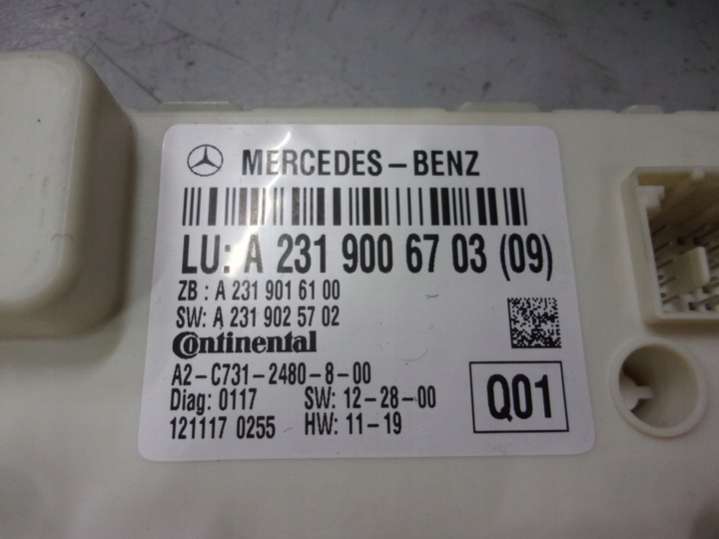 MERCEDES-BENZ
LU: A 231 900 67 03 (09)
ZB : A 231 901 61 00
SW: A 231 902 57 02
Continental
A2-C731-2480-8-00
Diag: 0117 SW: 12-28-00
121117 0255 HW: 11-19
Q01